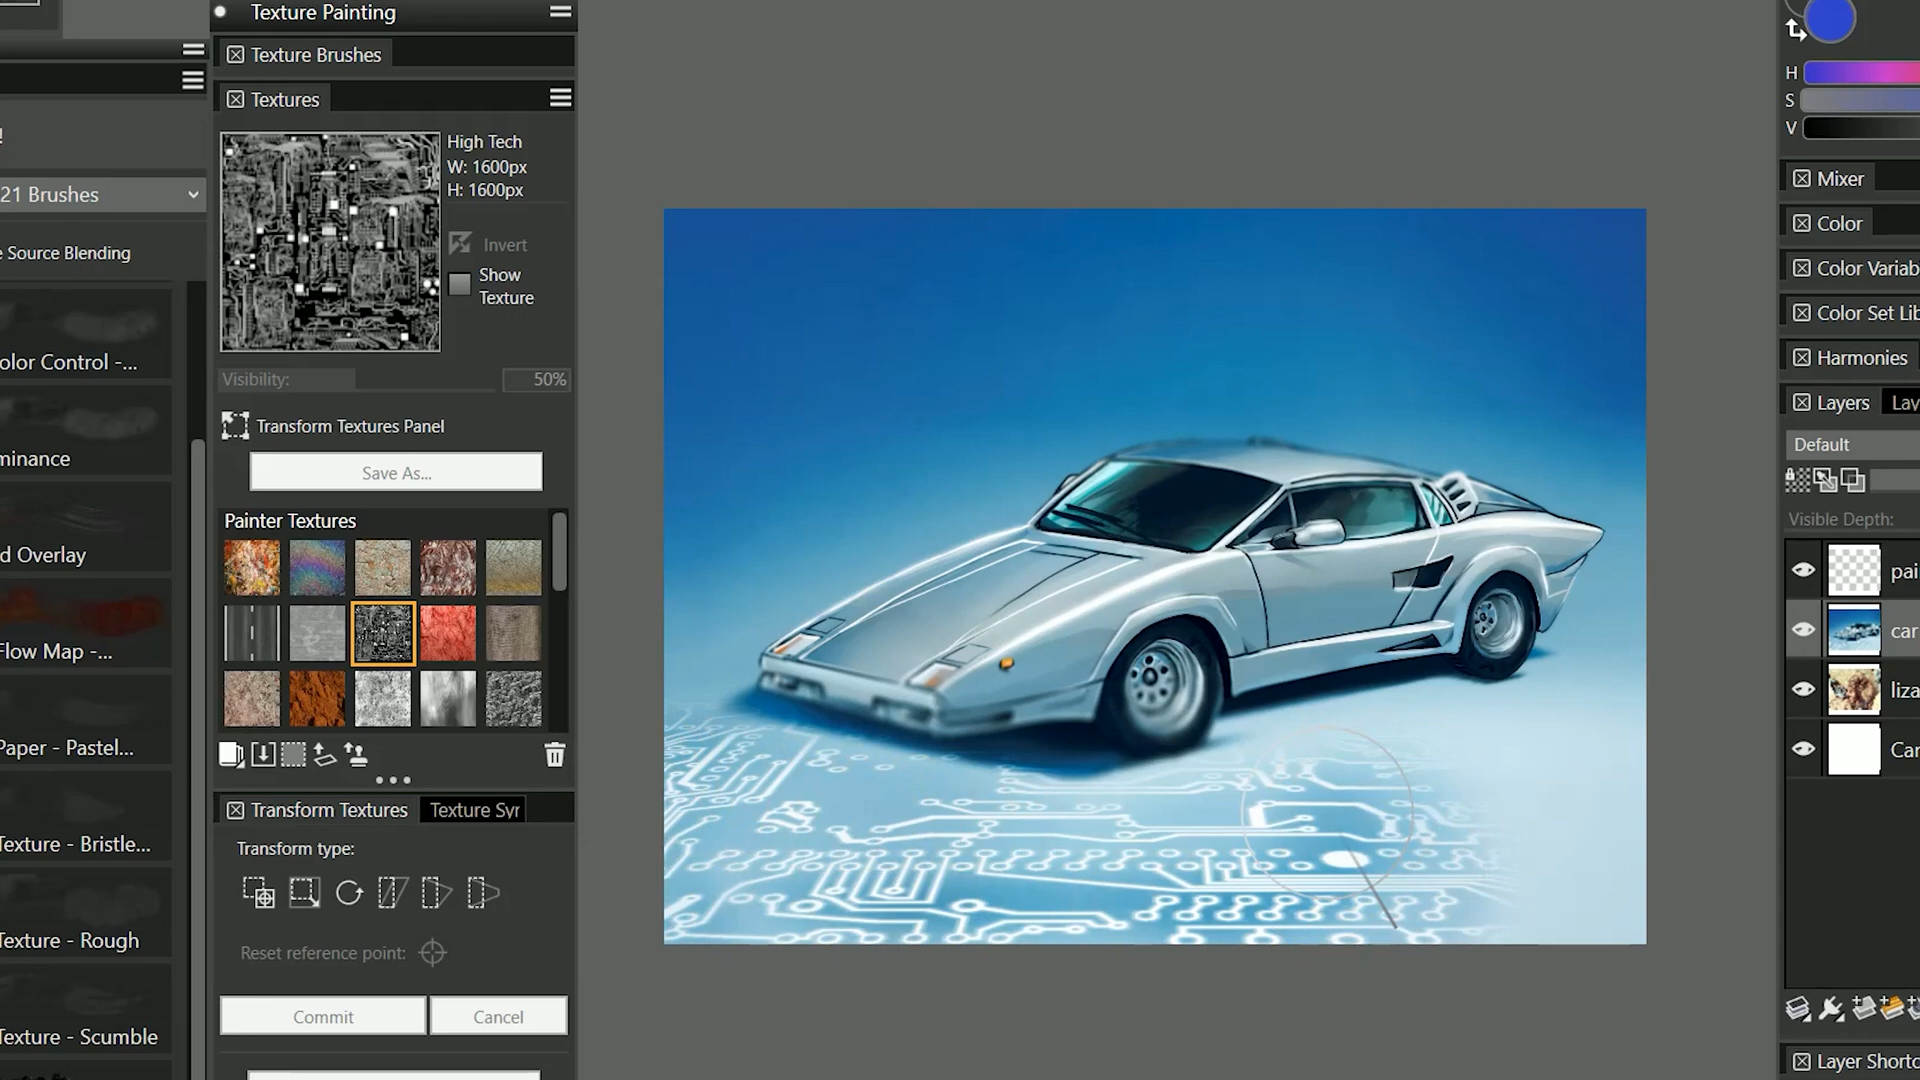 Texture Painting
Texture Brushes
Textures
High Tech
W: 1600px
H: 1600px
Invert
Show
Texture
Visibility:
50%
Transform Textures Panel
Save As...
Painter Textures
Transform Textures
Texture Syr
Transform type:
Reset reference point:
Commit
Cancel
!
21 Brushes
e Source Blending
olor Control -...
minance
d Overlay
Flow Map -...
Paper - Pastel...
Texture - Bristle...
Texture - Rough
Texture - Scumble
H
S
V
Mixer
Color
Color Variab
Color Set Lib
Harmonies
Layers
Lay
Default
Visible Depth:
pai
car
liza
Car
Layer Shortc